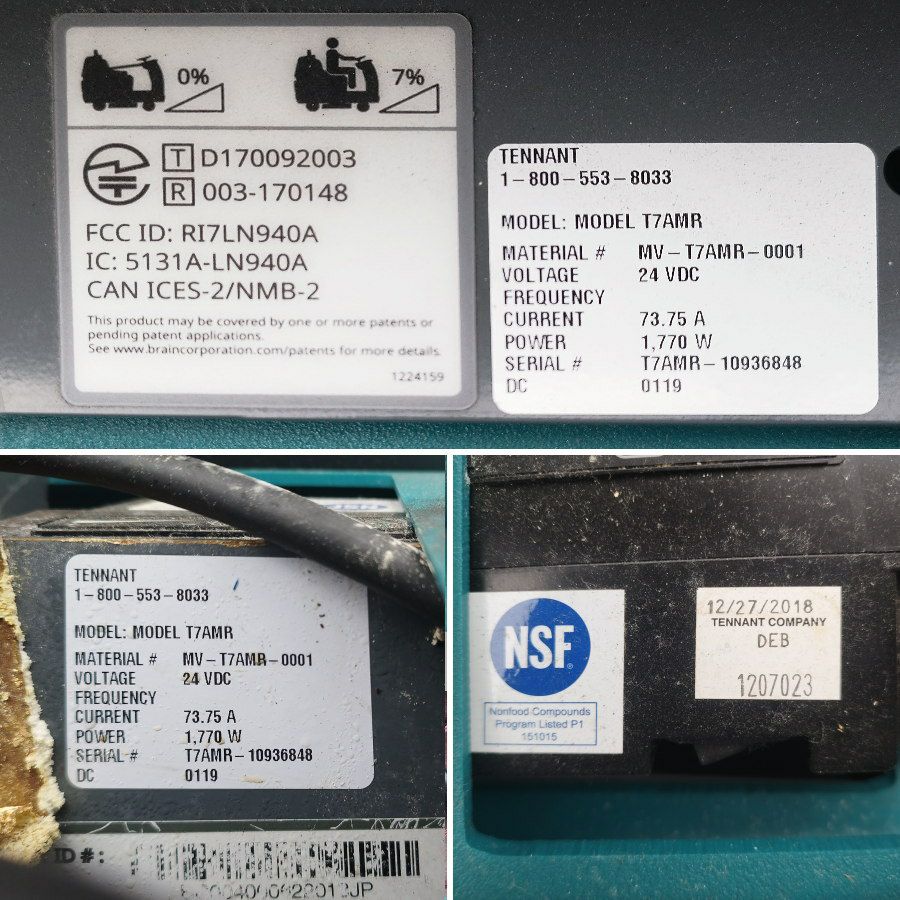 0%
7%
T D170092003
R 003-170148
FCC ID: RI7LN940A
IC: 5131A-LN940A
CAN ICES-2/NMB-2
This product may be covered by one or more patents or
pending patent applications.
See www.braincorporation.com/patents for more details.
1224159
TENNANT
1-800-553-8033
MODEL: MODEL T7AMR
MATERIAL # MV-T7AMR-0001
VOLTAGE 24 VDC
FREQUENCY
CURRENT 73.75 A
POWER 1,770 W
SERIAL # T7AMR-10936848
DC 0119
TENNANT
1-800-553-8033
MODEL: MODEL T7AMR
MATERIAL # MV-T7AMR-0001
VOLTAGE 24 VDC
FREQUENCY
CURRENT 73.75 A
POWER 1,770 W
SERIAL # T7AMR-10936848
DC 0119
ID #:
NSF
Nonfood Compounds
Program Listed P1
151015
12/27/2018
TENNANT COMPANY
DEB
1207023